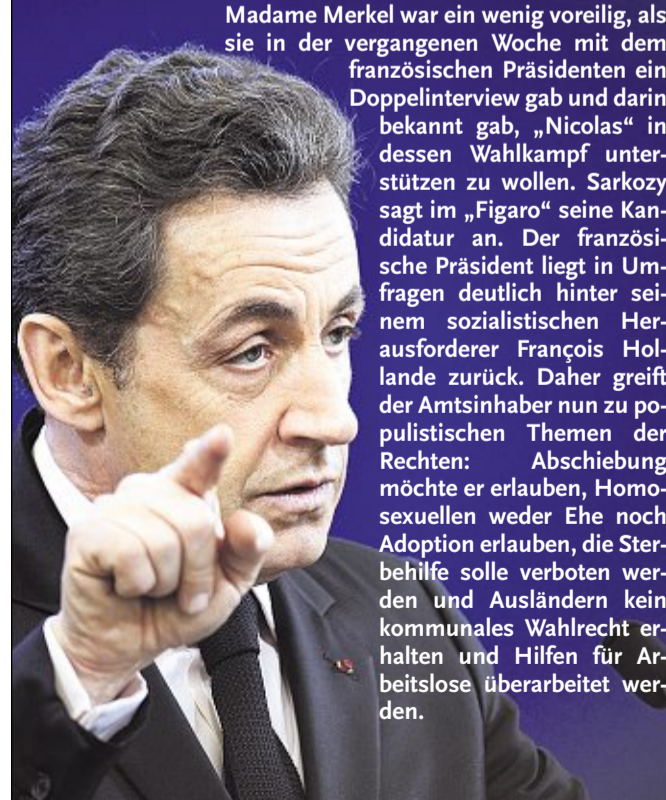 Madame Merkel war ein wenig voreilig, als
sie in der vergangenen Woche mit dem
französischen Präsidenten ein
Doppelinterview gab und darin
bekannt gab, „Nicolas“ in
dessen Wahlkampf unter-
stützen zu wollen. Sarkozy
sagt im „Figaro“ seine Kan-
didatur an. Der französi-
sche Präsident liegt in Um-
fragen deutlich hinter sei-
nem sozialistischen Her-
ausforderer François Hol-
lande zurück. Daher greift
der Amtsinhaber nun zu po-
pulistischen Themen der
Rechten: Abschiebung
möchte er erlauben, Homo-
sexuellen weder Ehe noch
Adoption erlauben, die Ster-
behilfe solle verboten wer-
den und Ausländern kein
kommunales Wahlrecht er-
halten und Hilfen für Ar-
beitslose überarbeitet wer-
den.